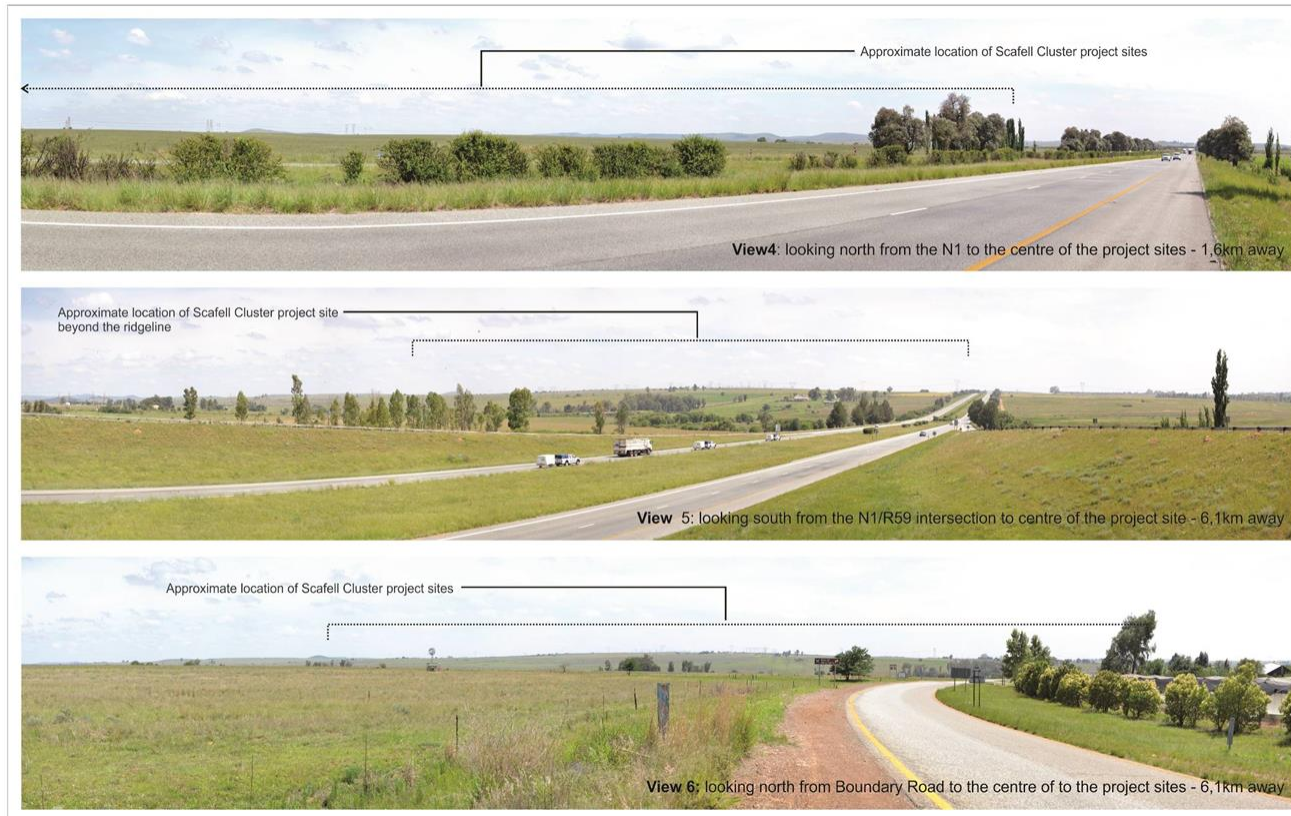 Approximate location of Scafell Cluster project sites
View4: looking north from the N1 to the centre of the project sites - 1,6km away
Approximate location of Scafell Cluster project site
beyond the ridgeline
View 5: looking south from the N1/R59 intersection to centre of the project site - 6,1km away
Approximate location of Scafell Cluster project sites
View 6: looking north from Boundary Road to the centre of to the project sites - 6,1km away